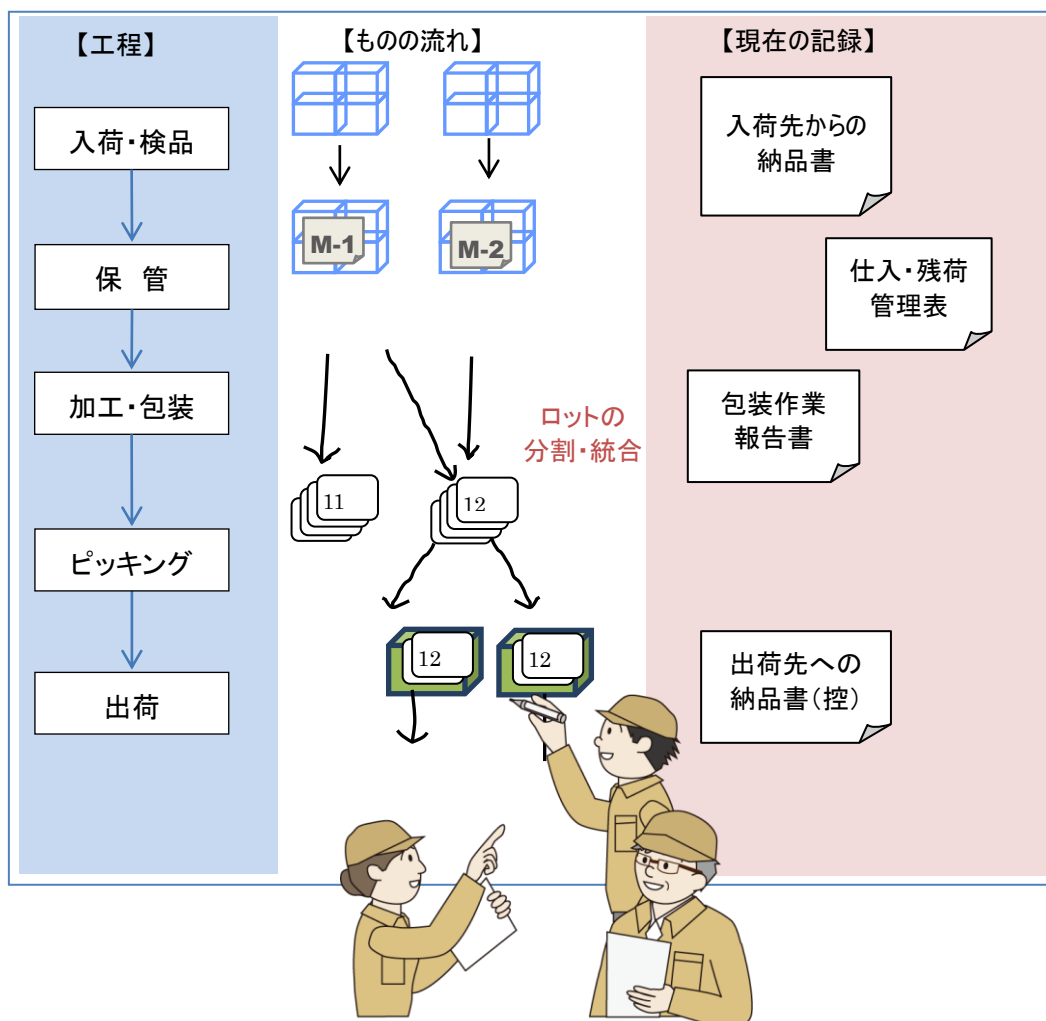 【工程】
【ものの流れ】
【現在の記録】
入荷・検品
入荷先からの
納品書
M-1
M-2
保 管
仕入・残荷
管理表
加工・包装
ロットの
分割・統合
包装作業
報告書
11
12
ピッキング
12
12
出荷先への
納品書(控)
出荷